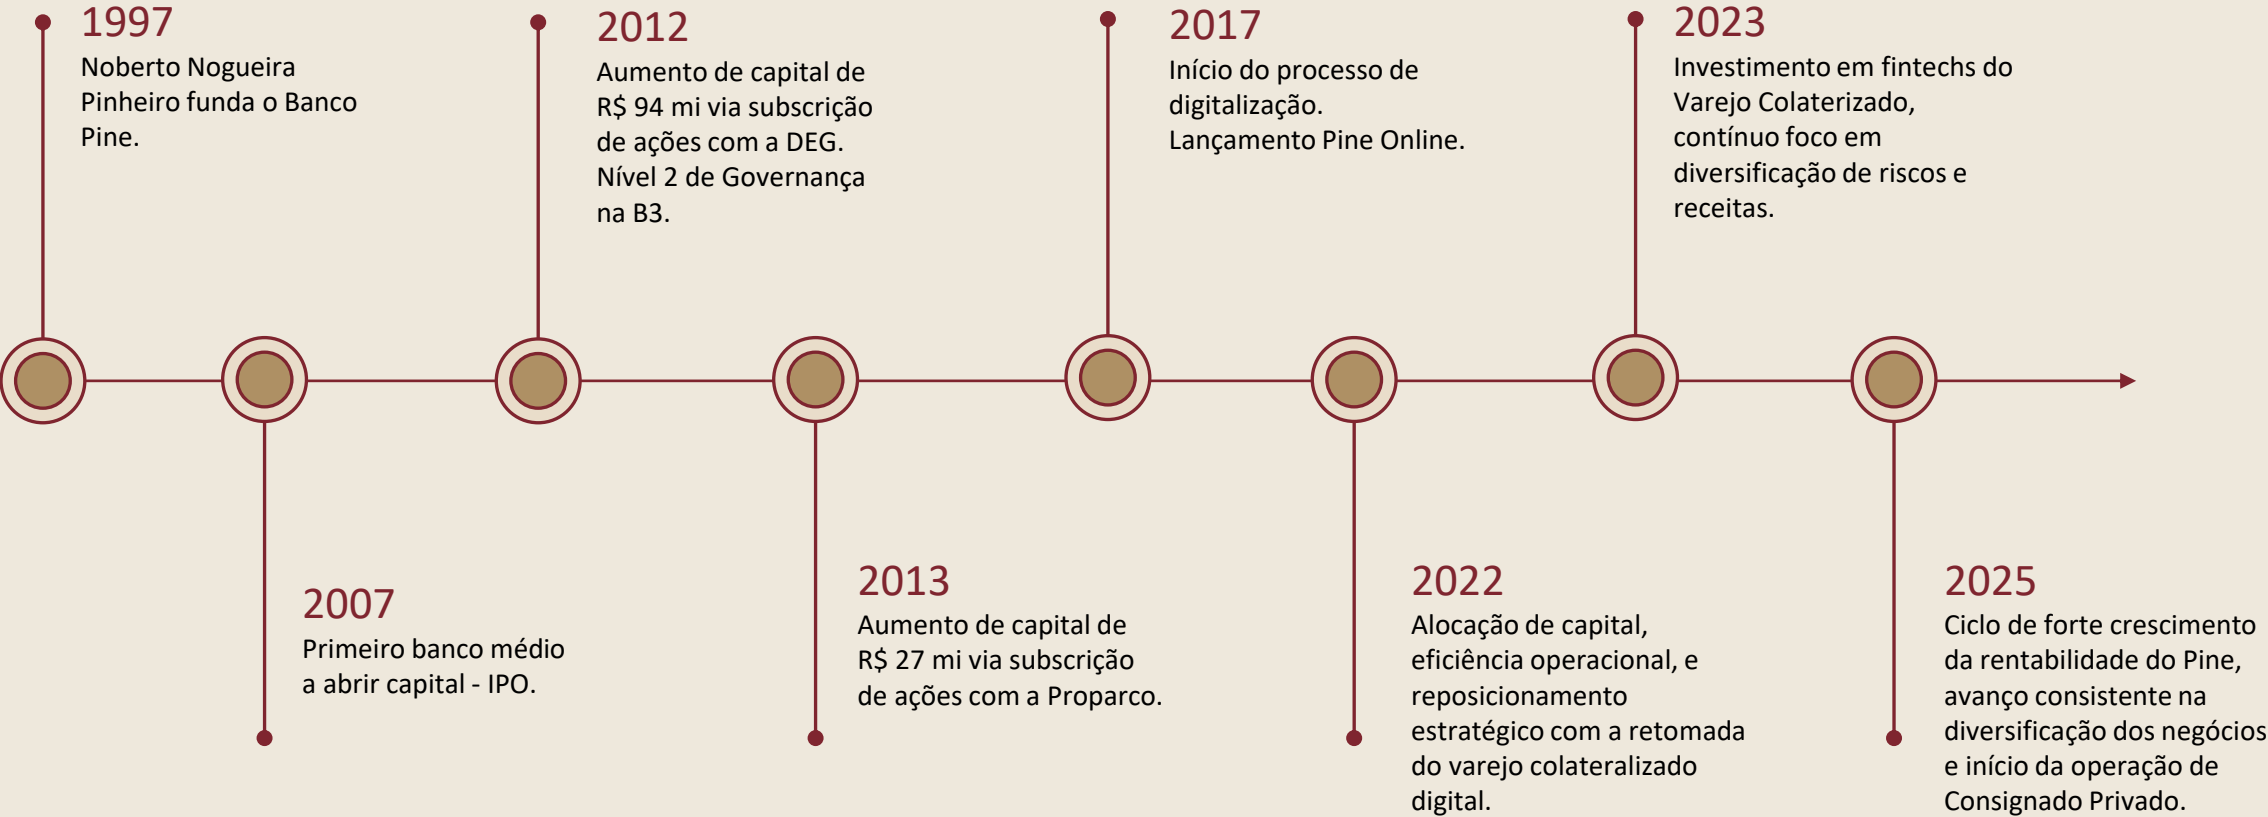 1997
Noberto Nogueira
Pinheiro funda o Banco
Pine.
2007
Primeiro banco médio
a abrir capital - IPO.
2012
Aumento de capital de
R$ 94 mi via subscrição
de ações com a DEG.
Nível 2 de Governança
na B3.
2013
Aumento de capital de
R$ 27 mi via subscrição
de ações com a Proparco.
2017
Início do processo de
digitalização.
Lançamento Pine Online.
2022
Alocação de capital,
eficiência operacional, e
reposicionamento
estratégico com a retomada
do varejo colateralizado
digital.
2023
Investimento em fintechs do
Varejo Colaterizado,
contínuo foco em
diversificação de riscos e
receitas.
2025
Ciclo de forte crescimento
da rentabilidade do Pine,
avanço consistente na
diversificação dos negócios
e início da operação de
Consignado Privado.